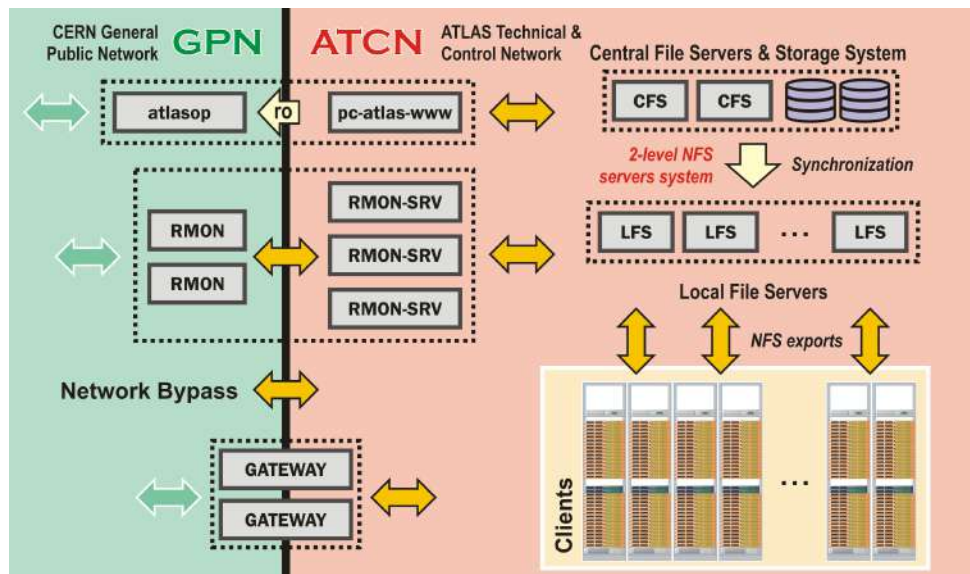 CERN General
Public Network
GPN
ATCN
ATLAS Technical &
Control Network
Central File Servers & Storage System
atlasop
ro
pc-atlas-www
CFS
CFS
2-level NFS
servers system
Synchronization
RMON
RMON
RMON-SRV
RMON-SRV
RMON-SRV
LFS
LFS
...
LFS
Local File Servers
NFS exports
Network Bypass
GATEWAY
GATEWAY
Clients
...